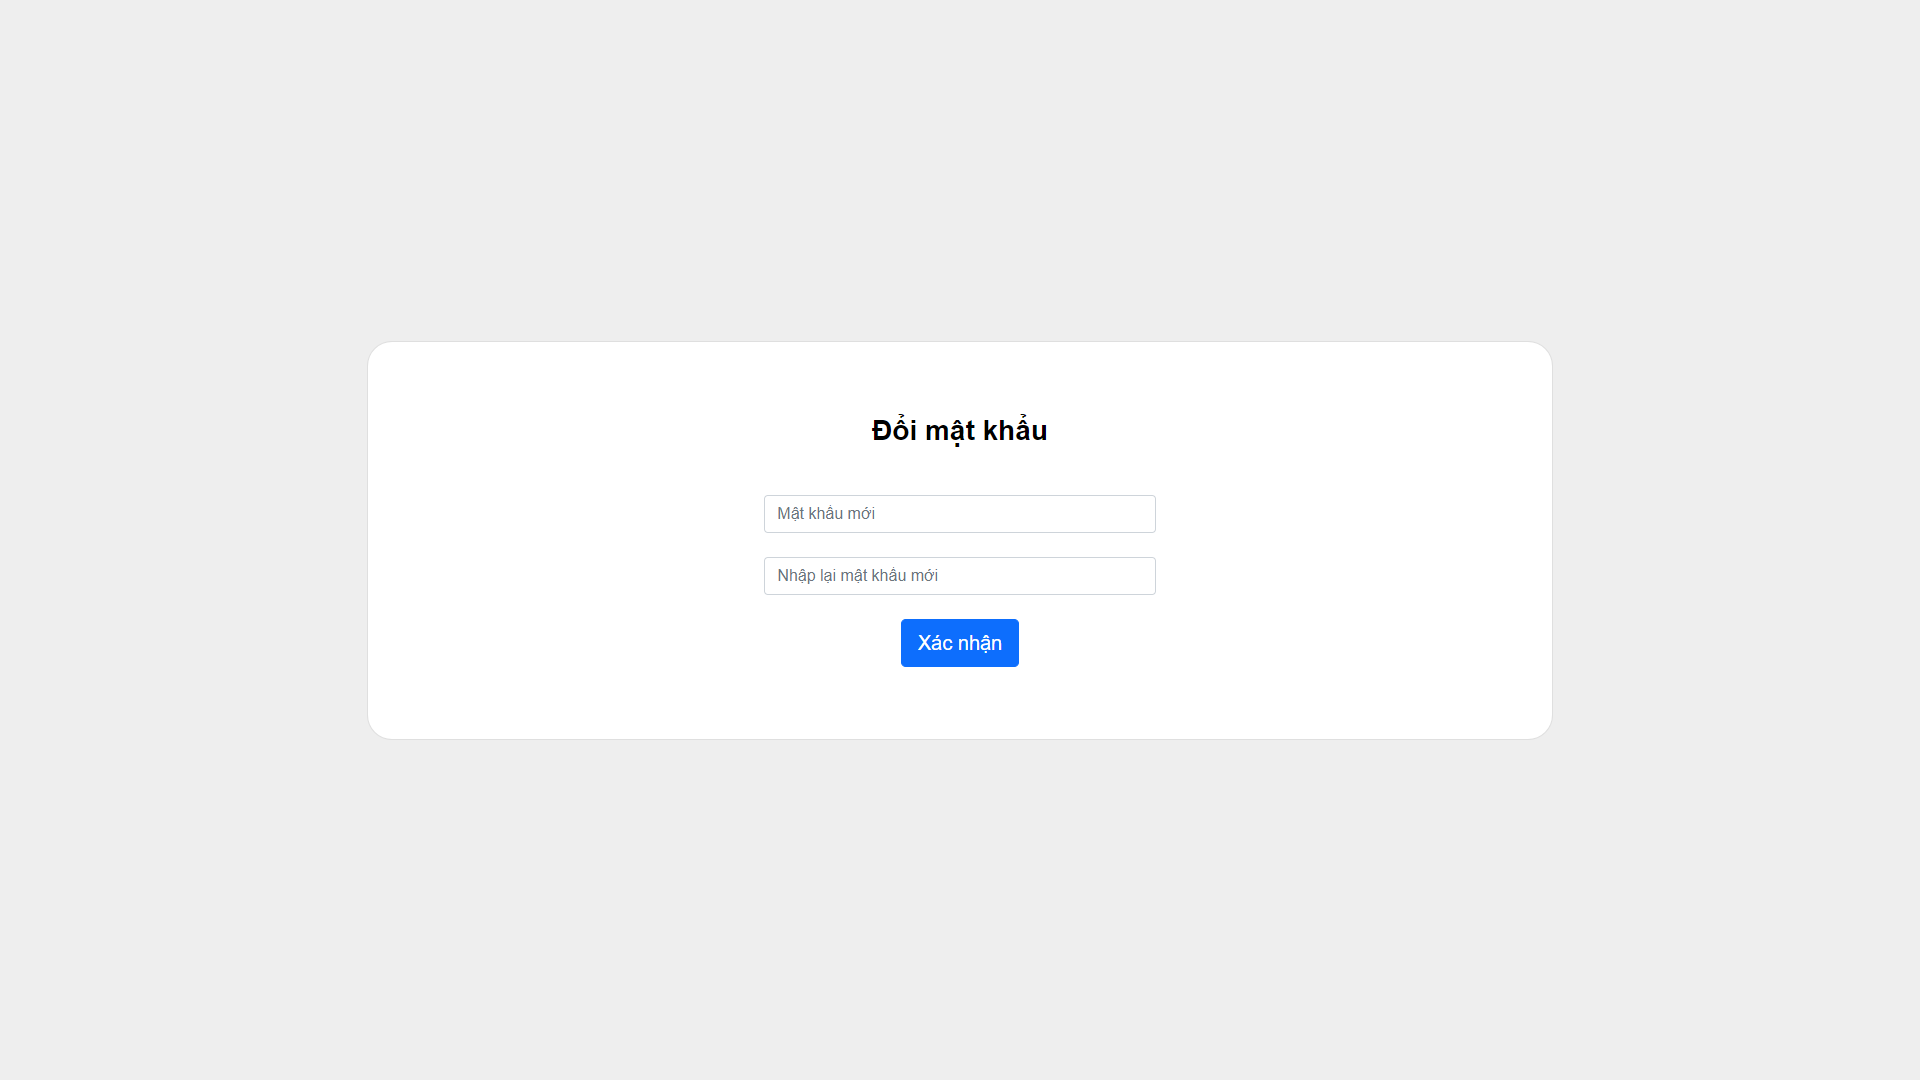 Đổi mật khẩu
Mật khẩu mới
Nhập lại mật khẩu mới
Xác nhận